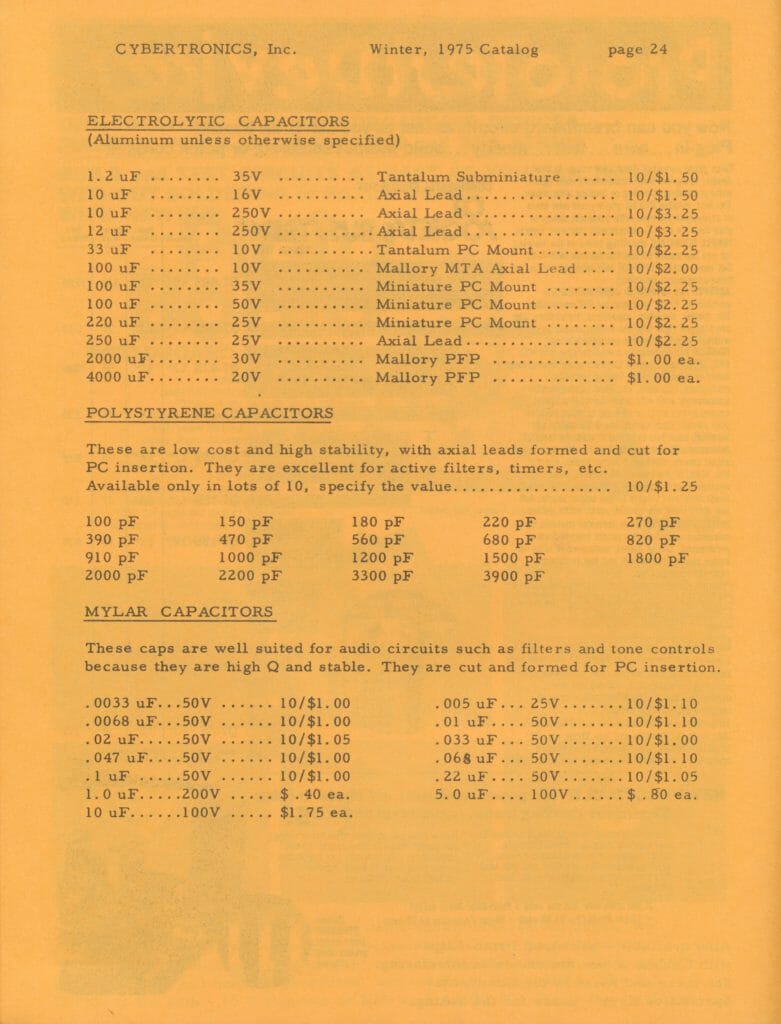 CYBERTRONICS, Inc. Winter, 1975 Catalog page 24
ELECTROLYTIC CAPACITORS
(Aluminum unless otherwise specified)
1.2 uF ........ 35V .......... Tantalum Subminiature ..... 10/$1.50
10 uF ........ 16V .......... Axial Lead................. 10/$1.50
10 uF ........ 250V .......... Axial Lead................. 10/$3.25
12 uF ........ 250V ........... Axial Lead................. 10/$3.25
33 uF ........ 10V ........... Tantalum PC Mount......... 10/$2.25
100 uF ........ 10V .......... Mallory MTA Axial Lead .... 10/$2.00
100 uF ........ 35V .......... Miniature PC Mount ........ 10/$2.25
100 uF ........ 50V .......... Miniature PC Mount ........ 10/$2.25
220 uF ........ 25V .......... Miniature PC Mount ........ 10/$2.25
250 uF ........ 25V .......... Axial Lead................. 10/$2.25
2000 uF........ 30V .......... Mallory PFP .............. $1.00 ea.
4000 uF........ 20V .......... Mallory PFP .............. $1.00 ea.
POLYSTYRENE CAPACITORS
These are low cost and high stability, with axial leads formed and cut for
PC insertion. They are excellent for active filters, timers, etc.
Available only in lots of 10, specify the value.................. 10/$1.25
100 pF 150 pF 180 pF 220 pF 270 pF
390 pF 470 pF 560 pF 680 pF 820 pF
910 pF 1000 pF 1200 pF 1500 pF 1800 pF
2000 pF 2200 pF 3300 pF 3900 pF
MYLAR CAPACITORS
These caps are well suited for audio circuits such as filters and tone controls
because they are high Q and stable. They are cut and formed for PC insertion.
.0033 uF...50V ...... 10/$1.00 .005 uF... 25V.......10/$1.10
.0068 uF...50V ...... 10/$1.00 .01 uF.... 50V.......10/$1.10
.02 uF.....50V ...... 10/$1.05 .033 uF... 50V.......10/$1.00
.047 uF....50V ...... 10/$1.00 .068 uF... 50V.......10/$1.10
.1 uF .....50V ...... 10/$1.00 .22 uF.... 50V.......10/$1.05
1.0 uF.....200V ..... $ .40 ea. 5.0 uF.... 100V......$ .80 ea.
10 uF......100V ..... $1.75 ea.